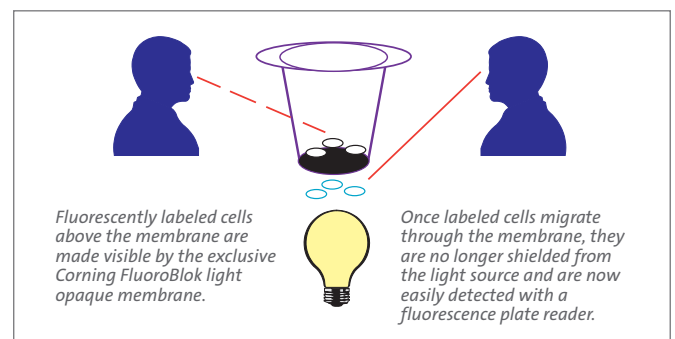 Fluorescently labeled cells
above the membrane are
made visible by the exclusive
Corning FluoroBlok light
opaque membrane.
Once labeled cells migrate
through the membrane, they
are no longer shielded from
the light source and are now
easily detected with a
fluorescence plate reader.